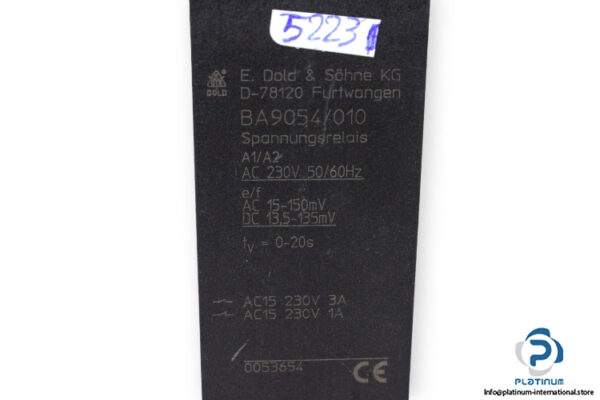 5223
E. Dold & Söhne KG
DOLD
D-78120 Furtwangen
BA9054/010
Spannungsrelais
A1/A2
AC 230V 50/60Hz
e/f
AC 15-150mV
DC 13,5-135mV
tv = 0-20s
AC15 230V 3A
AC15 230V 1A
0053654
CE
PLATINUM
Info@platinum-international.store